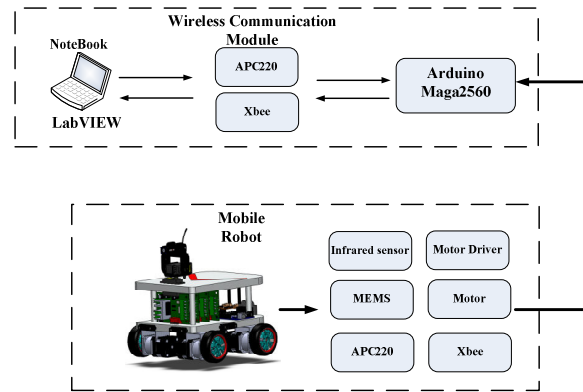 Wireless Communication
Module
NoteBook
LabVIEW
APC220
Xbee
Arduino
Maga2560
Mobile
Robot
Infrared sensor
Motor Driver
MEMS
Motor
APC220
Xbee